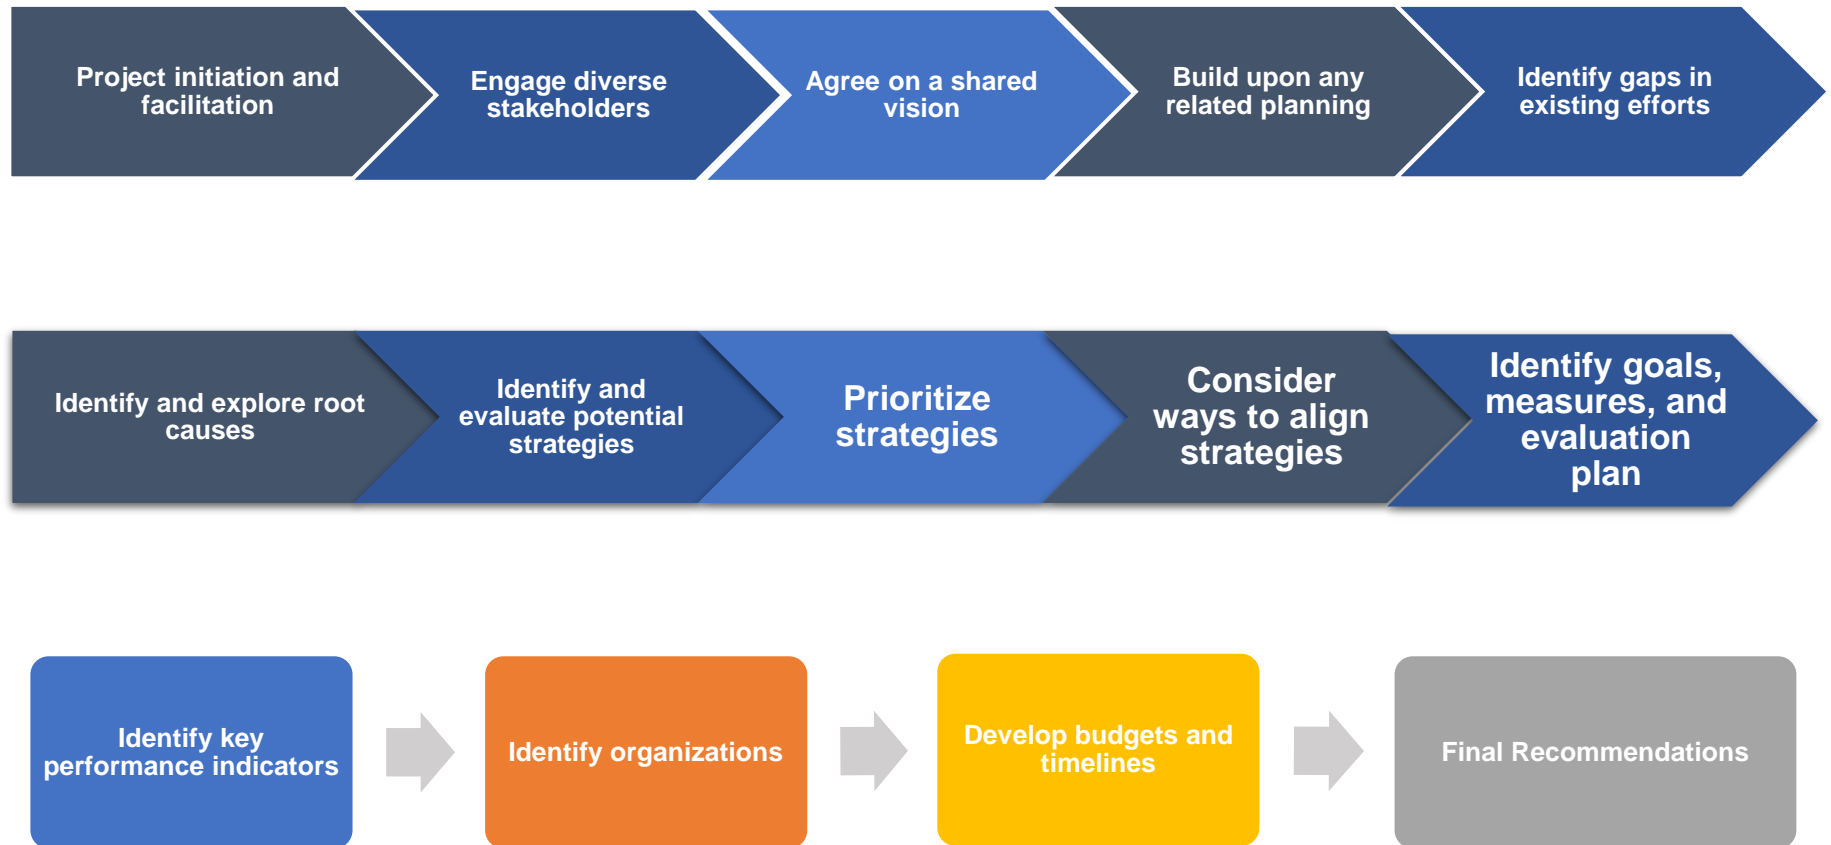 Project initiation and
facilitation
Engage diverse
stakeholders
Agree on a shared
vision
Build upon any
related planning
Identify gaps in
existing efforts
Identify and explore root
causes
Identify and
evaluate potential
strategies
Prioritize
strategies
Consider
ways to align
strategies
Identify goals,
measures, and
evaluation
plan
Identify key
performance indicators
Identify organizations
Develop budgets and
timelines
Final Recommendations